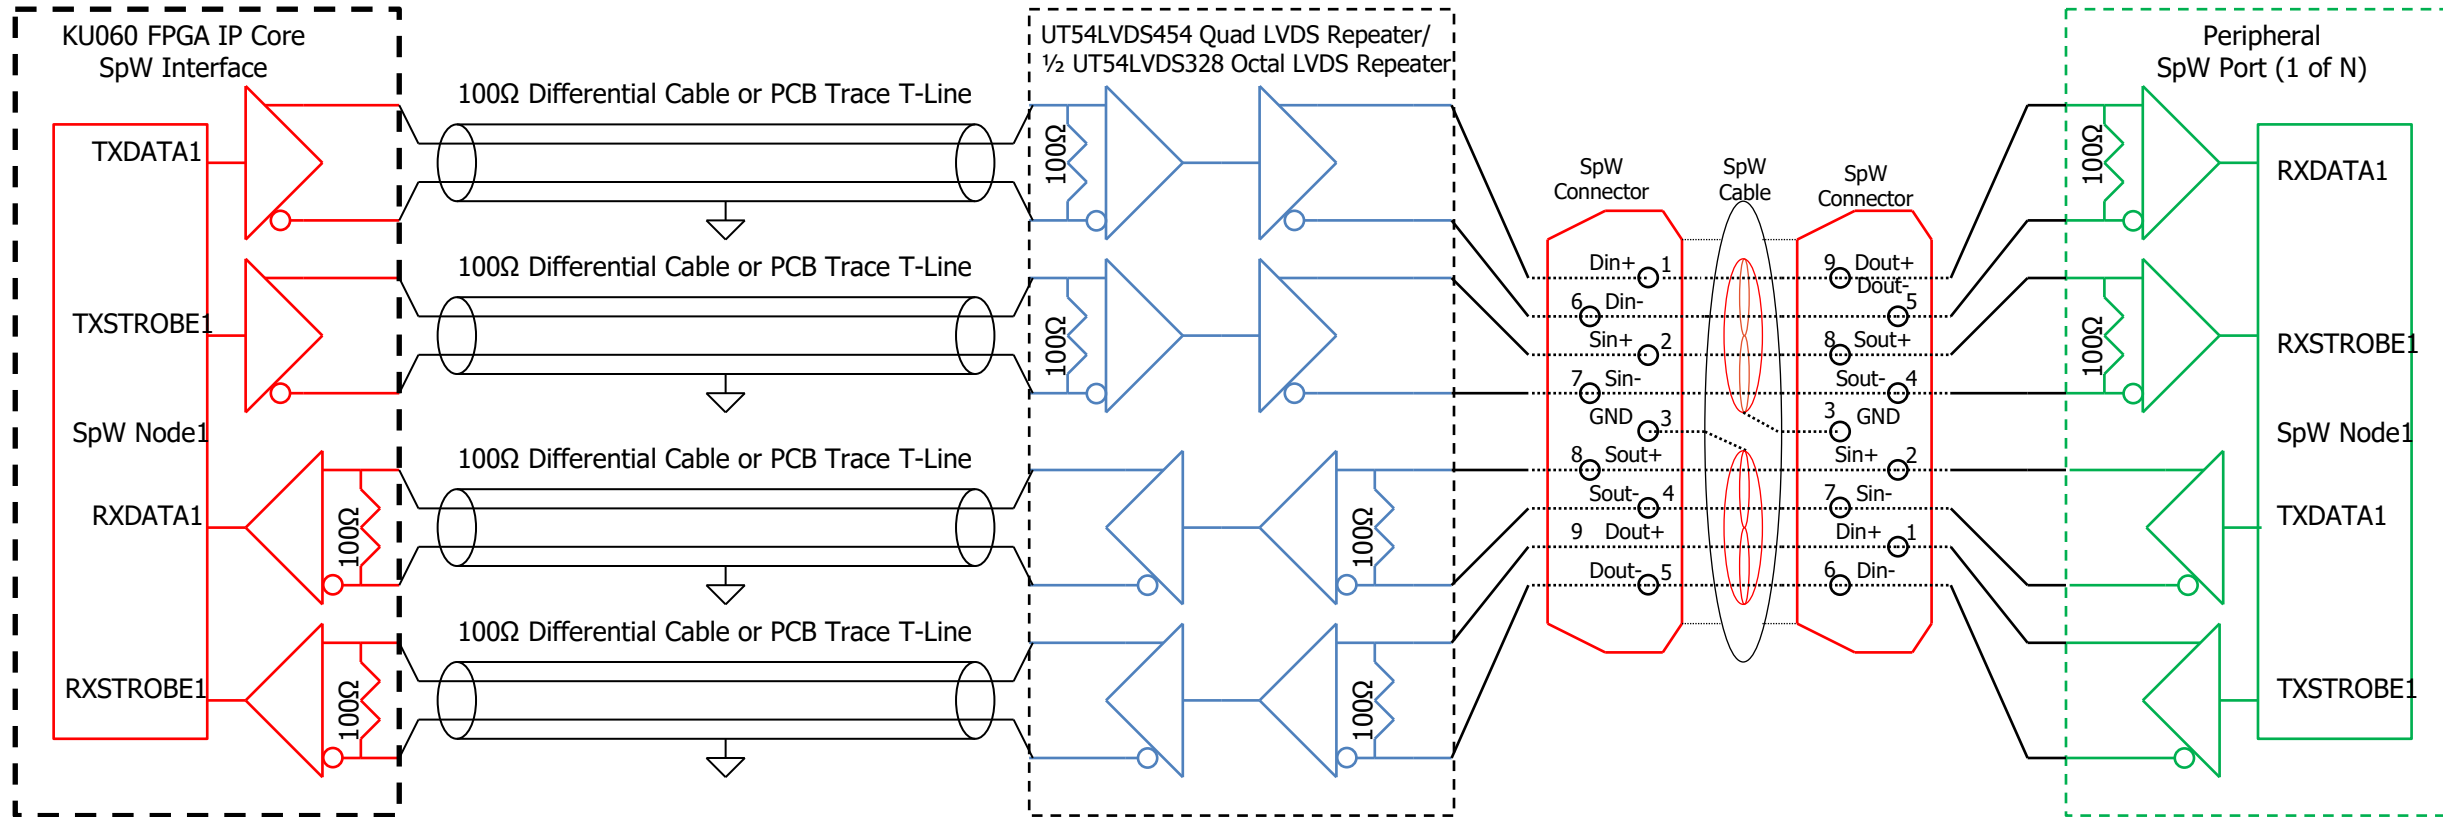 KU060 FPGA IP Core
SpW Interface
TXDATA1
TXSTROBE1
SpW Node1
RXDATA1
RXSTROBE1
100Ω
100Ω
100Ω Differential Cable or PCB Trace T-Line
100Ω Differential Cable or PCB Trace T-Line
100Ω Differential Cable or PCB Trace T-Line
100Ω Differential Cable or PCB Trace T-Line
UT54LVDS454 Quad LVDS Repeater/
½ UT54LVDS328 Octal LVDS Repeater
100Ω
100Ω
100Ω
100Ω
SpW
Connector
Din+ 1
6 Din-
Sin+ 2
7 Sin-
GND 3
8 Sout+
Sout- 4
9 Dout+
Dout- 5
SpW
Cable
SpW
Connector
9 Dout+
Dout- 5
8 Sout+
Sout- 4
3 GND
Sin+ 2
7 Sin-
Din+ 1
6 Din-
Peripheral
SpW Port (1 of N)
100Ω
100Ω
RXDATA1
RXSTROBE1
SpW Node1
TXDATA1
TXSTROBE1